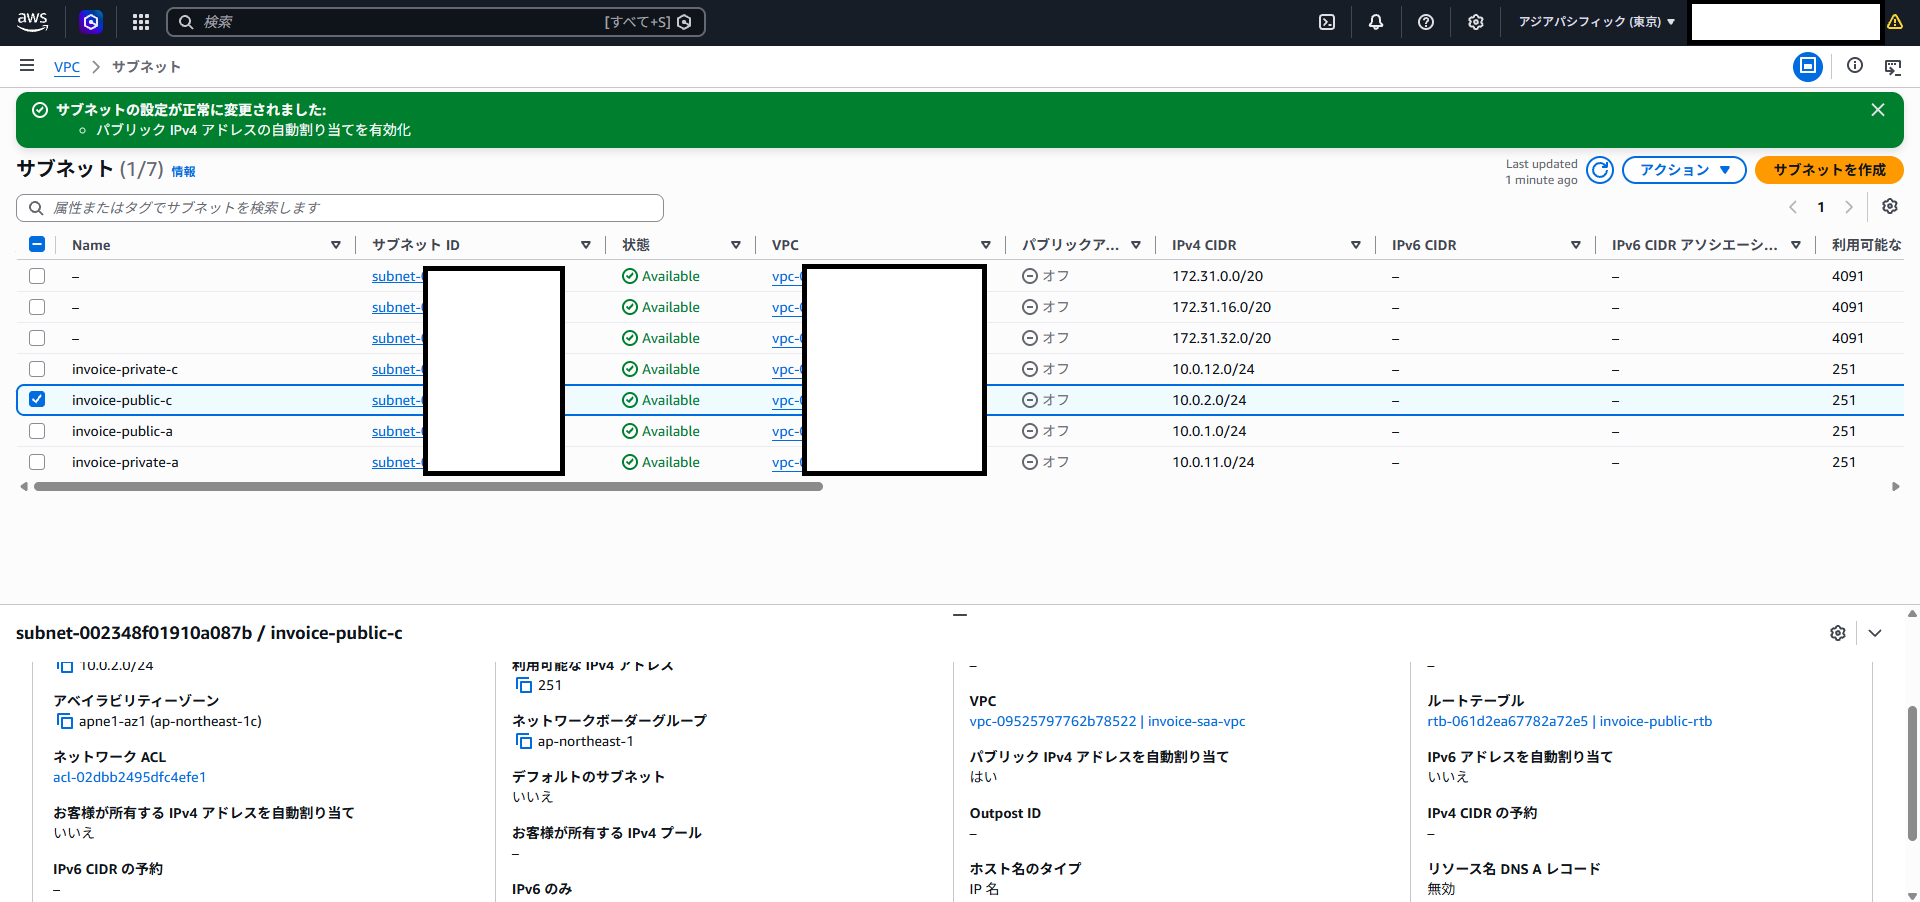 aws
検索 [すべて+S]
アジアパシフィック (東京)
VPC
サブネット
サブネットの設定が正常に変更されました:
パブリック IPv4 アドレスの自動割り当てを有効化
サブネット (1/7) 情報
Last updated
1 minute ago
アクション
サブネットを作成
属性またはタグでサブネットを検索します
1
Name サブネット ID 状態 VPC パブリックア... IPv4 CIDR IPv6 CIDR IPv6 CIDR アソシエーシ... 利用可能な
– subnet- Available vpc- オフ 172.31.0.0/20 – – 4091
– subnet- Available vpc- オフ 172.31.16.0/20 – – 4091
– subnet- Available vpc- オフ 172.31.32.0/20 – – 4091
invoice-private-c subnet- Available vpc- オフ 10.0.12.0/24 – – 251
invoice-public-c subnet- Available vpc- オフ 10.0.2.0/24 – – 251
invoice-public-a subnet- Available vpc- オフ 10.0.1.0/24 – – 251
invoice-private-a subnet- Available vpc- オフ 10.0.11.0/24 – – 251
subnet-002348f01910a087b / invoice-public-c
10.0.2.0/24
アベイラビリティーゾーン
apne1-az1 (ap-northeast-1c)
ネットワーク ACL
acl-02dbb2495dfc4efe1
お客様が所有する IPv4 アドレスを自動割り当て
いいえ
IPv6 CIDR の予約
–
利用可能な IPv4 アドレス
251
ネットワークボーダーグループ
ap-northeast-1
デフォルトのサブネット
いいえ
お客様が所有する IPv4 プール
–
IPv6 のみ
–
VPC
vpc-09525797762b78522 | invoice-saa-vpc
パブリック IPv4 アドレスを自動割り当て
はい
Outpost ID
–
ホスト名のタイプ
IP 名
–
ルートテーブル
rtb-061d2ea67782a72e5 | invoice-public-rtb
IPv6 アドレスを自動割り当て
いいえ
IPv4 CIDR の予約
–
リソース名 DNS A レコード
無効